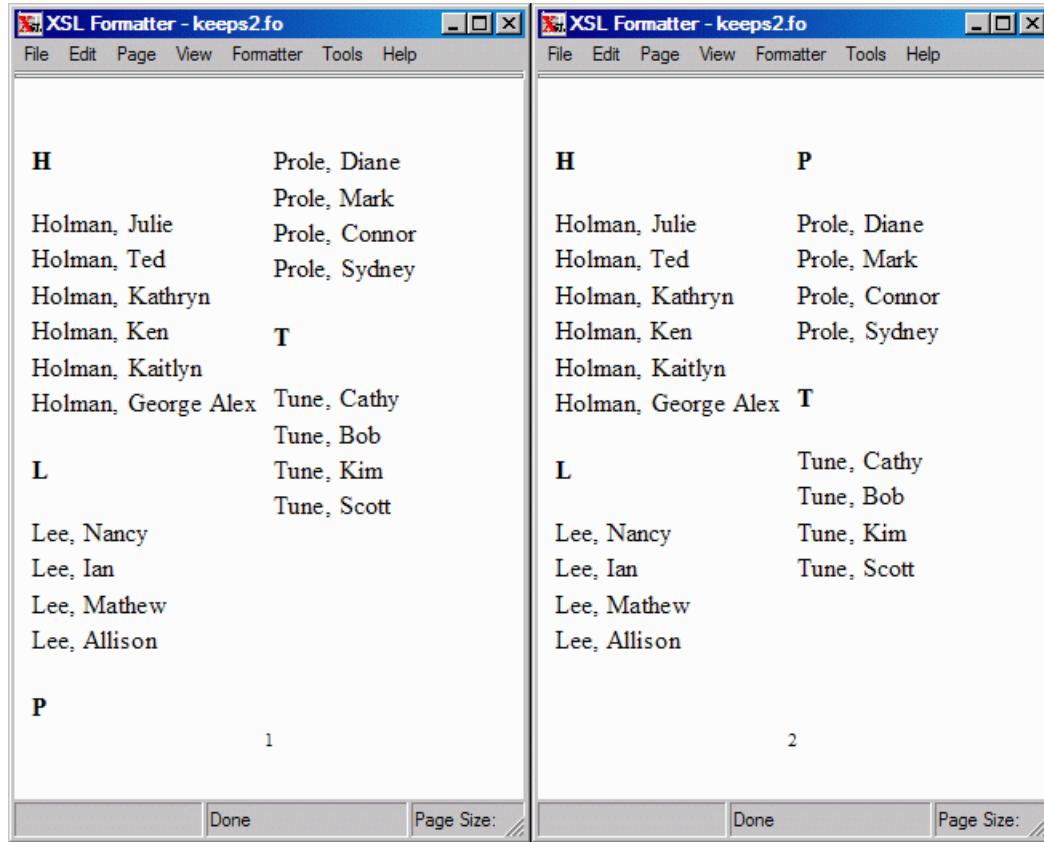 XSL Formatter - keeps2.fo
File Edit Page View Formatter Tools Help
H
Holman, Julie
Holman, Ted
Holman, Kathryn
Holman, Ken
Holman, Kaitlyn
Holman, George Alex
L
Lee, Nancy
Lee, Ian
Lee, Mathew
Lee, Allison
P
Prole, Diane
Prole, Mark
Prole, Connor
Prole, Sydney
T
Tune, Cathy
Tune, Bob
Tune, Kim
Tune, Scott
1
Done Page Size:
XSL Formatter - keeps2.fo
File Edit Page View Formatter Tools Help
H
Holman, Julie
Holman, Ted
Holman, Kathryn
Holman, Ken
Holman, Kaitlyn
Holman, George Alex
L
Lee, Nancy
Lee, Ian
Lee, Mathew
Lee, Allison
P
Prole, Diane
Prole, Mark
Prole, Connor
Prole, Sydney
T
Tune, Cathy
Tune, Bob
Tune, Kim
Tune, Scott
2
Done Page Size: